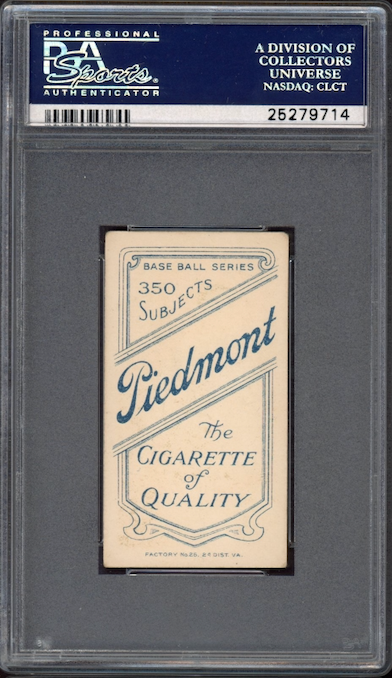 PROFESSIONAL
PSA
Sports®
AUTHENTICATOR
A DIVISION OF
COLLECTORS
UNIVERSE
NASDAQ: CLCT
25279714
BASE BALL SERIES
350
SUBJECTS
Piedmont
The
CIGARETTE
of
QUALITY
FACTORY No 25, 2D DIST. VA.